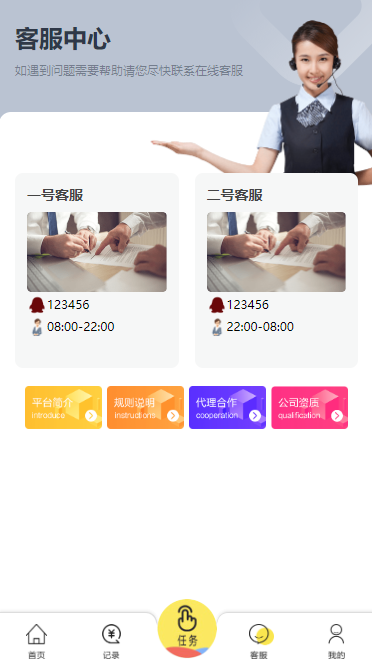 客服中心
如遇到问题需要帮助请您尽快联系在线客服
一号客服
二号客服
123456
123456
08:00-22:00
22:00-08:00
平台简介
introduce
规则说明
instructions
代理合作
cooperation
公司资质
qualification
任务
首页
记录
客服
我的